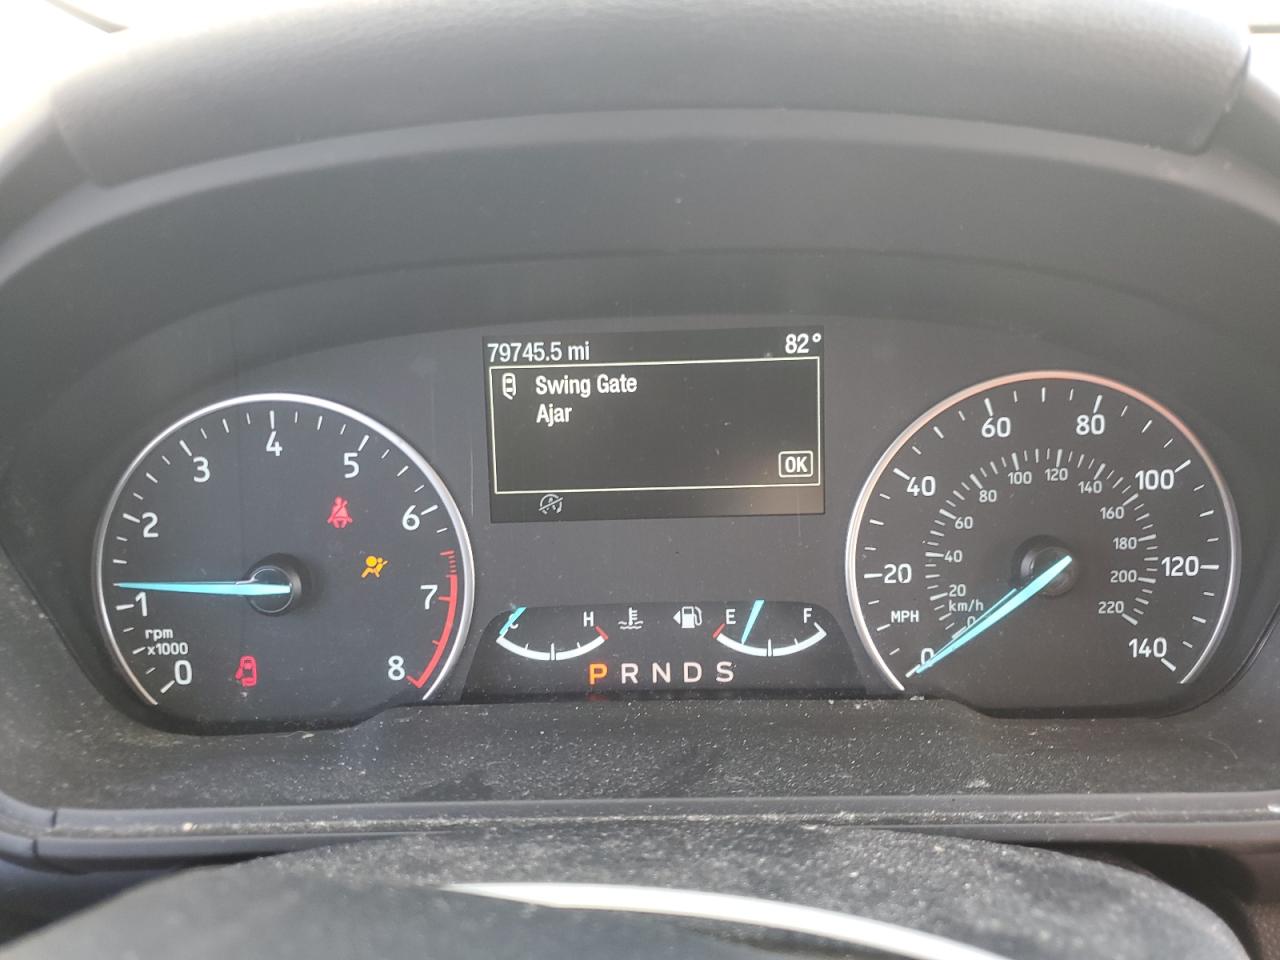 79745.5 mi 82°
Swing Gate
Ajar
OK
0 1 2 3 4 5 6 7 8
rpm
x1000
C H
E F
P R N D S
0 20 40 60 80 100 120 140
MPH
0 20 40 60 80 100 120 140 160 180 200 220
km/h